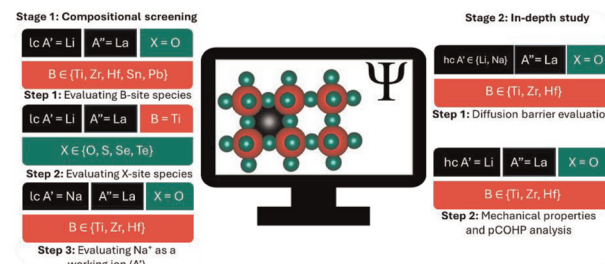 Stage 1: Compositional screening
lc A' = Li A''= La X = O
B ∈ {Ti, Zr, Hf, Sn, Pb}
Step 1: Evaluating B-site species
lc A' = Li A''= La B = Ti
X ∈ {O, S, Se, Te}
Step 2: Evaluating X-site species
lc A' = Na A''= La X = O
B ∈ {Ti, Zr, Hf}
Step 3: Evaluating Na⁺ as a
working ion (A')
Ψ
Stage 2: In-depth study
hc A' ∈ {Li, Na} A''= La X = O
B ∈ {Ti, Zr, Hf}
Step 1: Diffusion barrier evaluation
hc A' = Li A''= La X = O
B ∈ {Ti, Zr, Hf}
Step 2: Mechanical properties
and pCOHP analysis